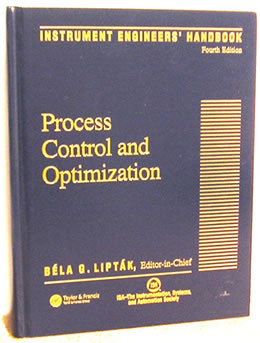 INSTRUMENT ENGINEERS' HANDBOOK
Fourth Edition
Process
Control and
Optimization
BÉLA G. LIPTÁK, Editor-in-Chief
Taylor & Francis
ISA
ISA–The Instrumentation, Systems,
and Automation Society